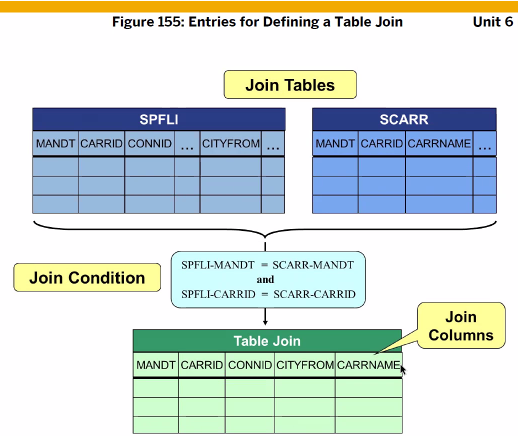 Figure 155: Entries for Defining a Table Join
Unit 6
Join Tables
SPFLI
MANDT CARRID CONNID ... CITYFROM ...
SCARR
MANDT CARRID CARRNAME ...
Join Condition
SPFLI-MANDT = SCARR-MANDT
and
SPFLI-CARRID = SCARR-CARRID
Join
Columns
Table Join
MANDT CARRID CONNID CITYFROM CARRNAME